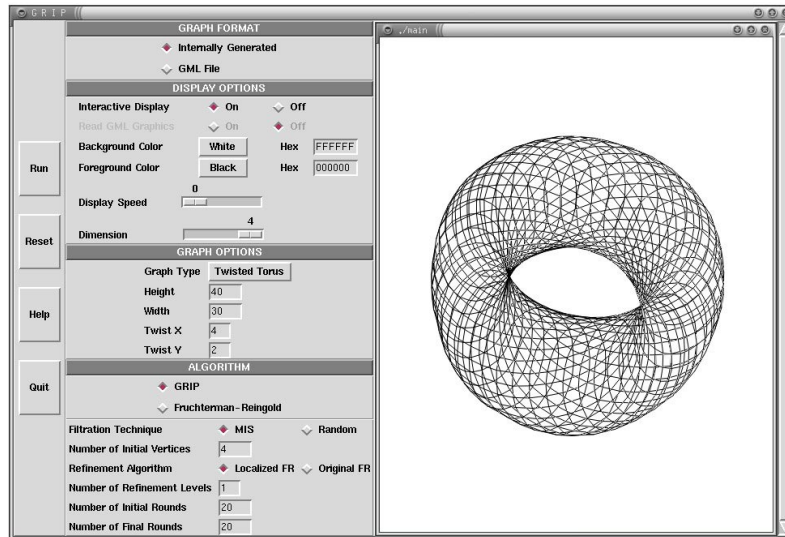 G R I P
GRAPH FORMAT
Internally Generated
GML File
DISPLAY OPTIONS
Interactive Display On Off
Read GML Graphics On Off
Background Color White Hex FFFFFF
Foreground Color Black Hex 000000
0
Display Speed
4
Dimension
GRAPH OPTIONS
Graph Type Twisted Torus
Height 40
Width 30
Twist X 4
Twist Y 2
ALGORITHM
GRIP
Fruchterman-Reingold
Filtration Technique MIS Random
Number of Initial Vertices 4
Refinement Algorithm Localized FR Original FR
Number of Refinement Levels 1
Number of Initial Rounds 20
Number of Final Rounds 20
Run
Reset
Help
Quit
./main